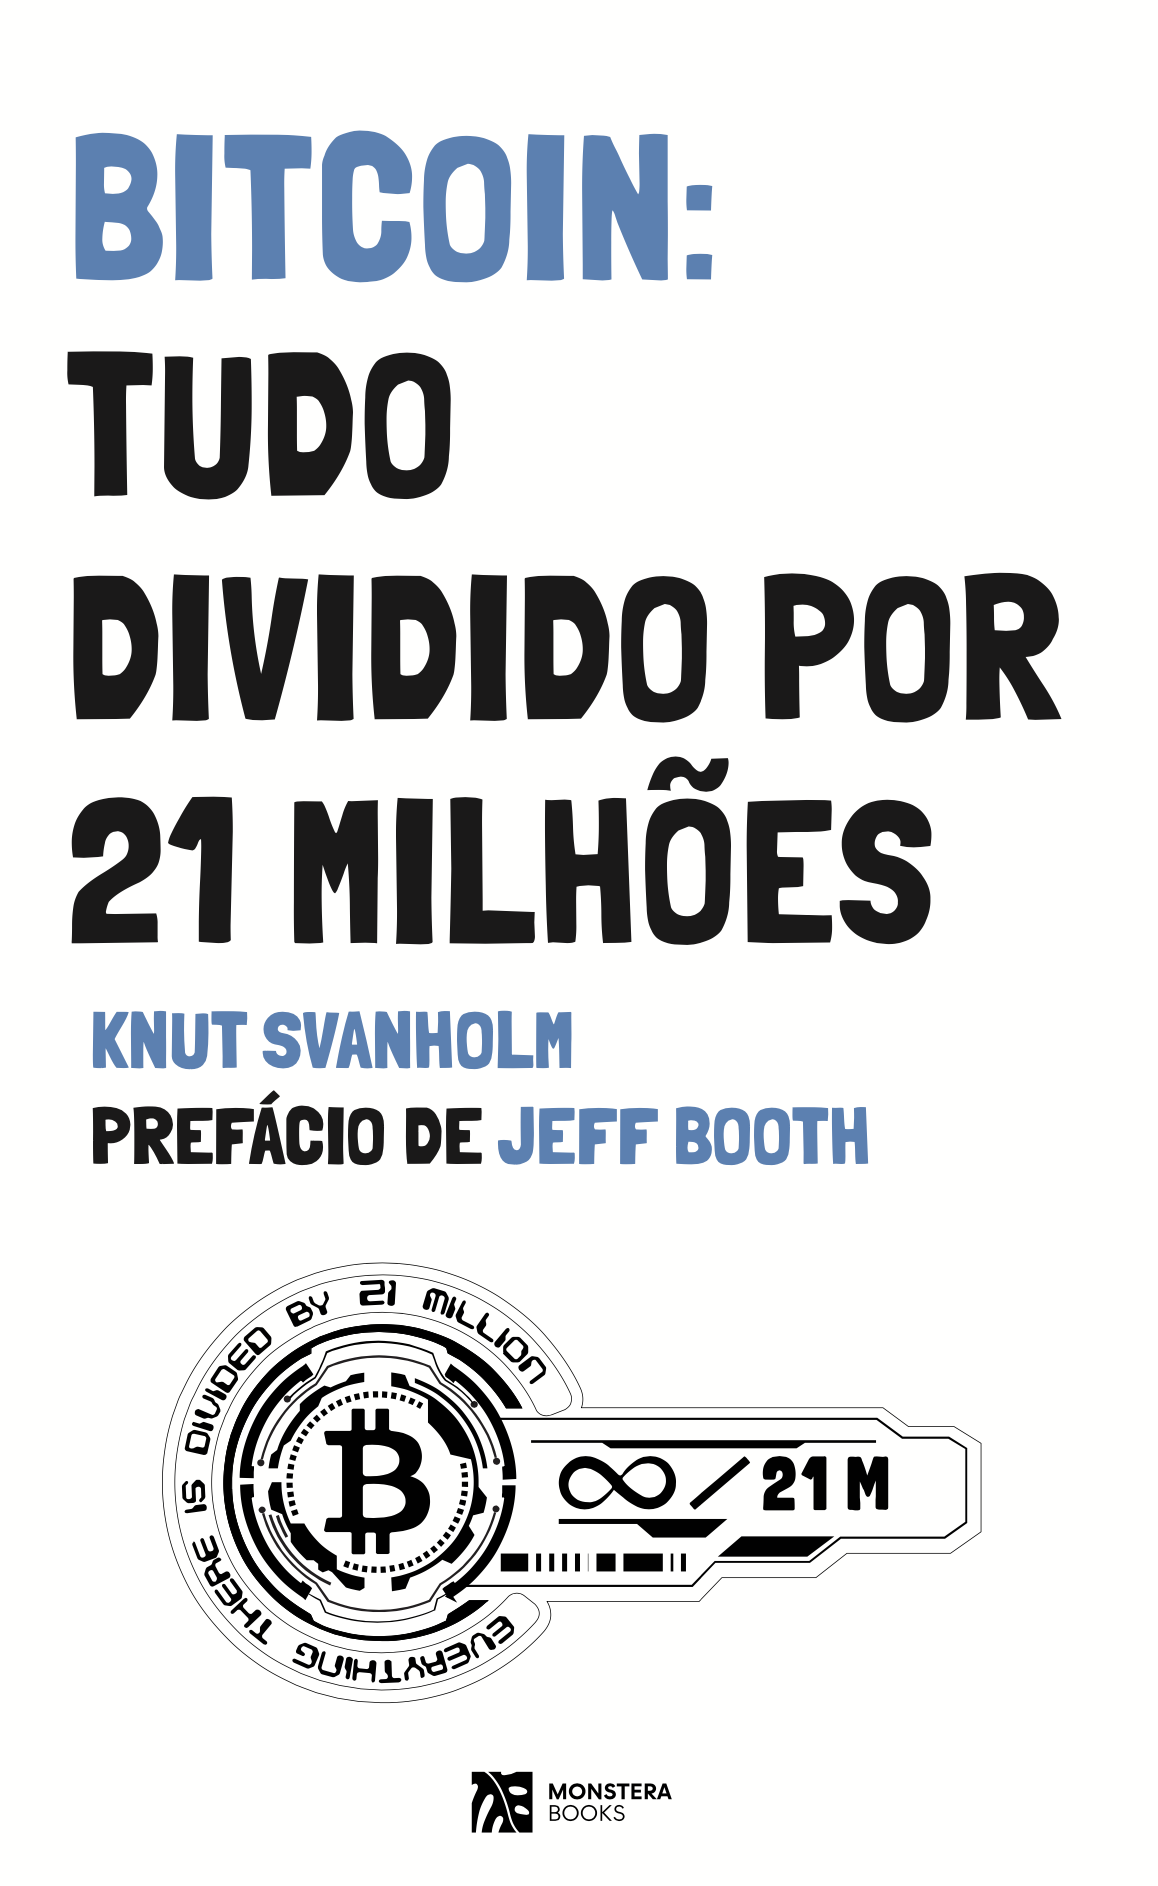 BITCOIN:
TUDO
DIVIDIDO POR
21 MILHÕES
KNUT SVANHOLM
PREFÁCIO DE JEFF BOOTH
EVERYTHING THERE IS DIVIDED BY 21 MILLION
₿
∞/21 M
MONSTERA
BOOKS